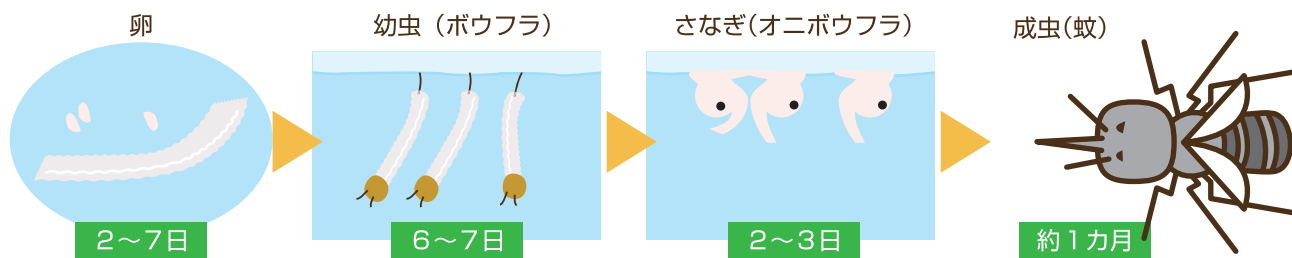 卵
幼虫（ボウフラ）
さなぎ（オニボウフラ）
成虫（蚊）
２～７日
６～７日
２～３日
約１カ月